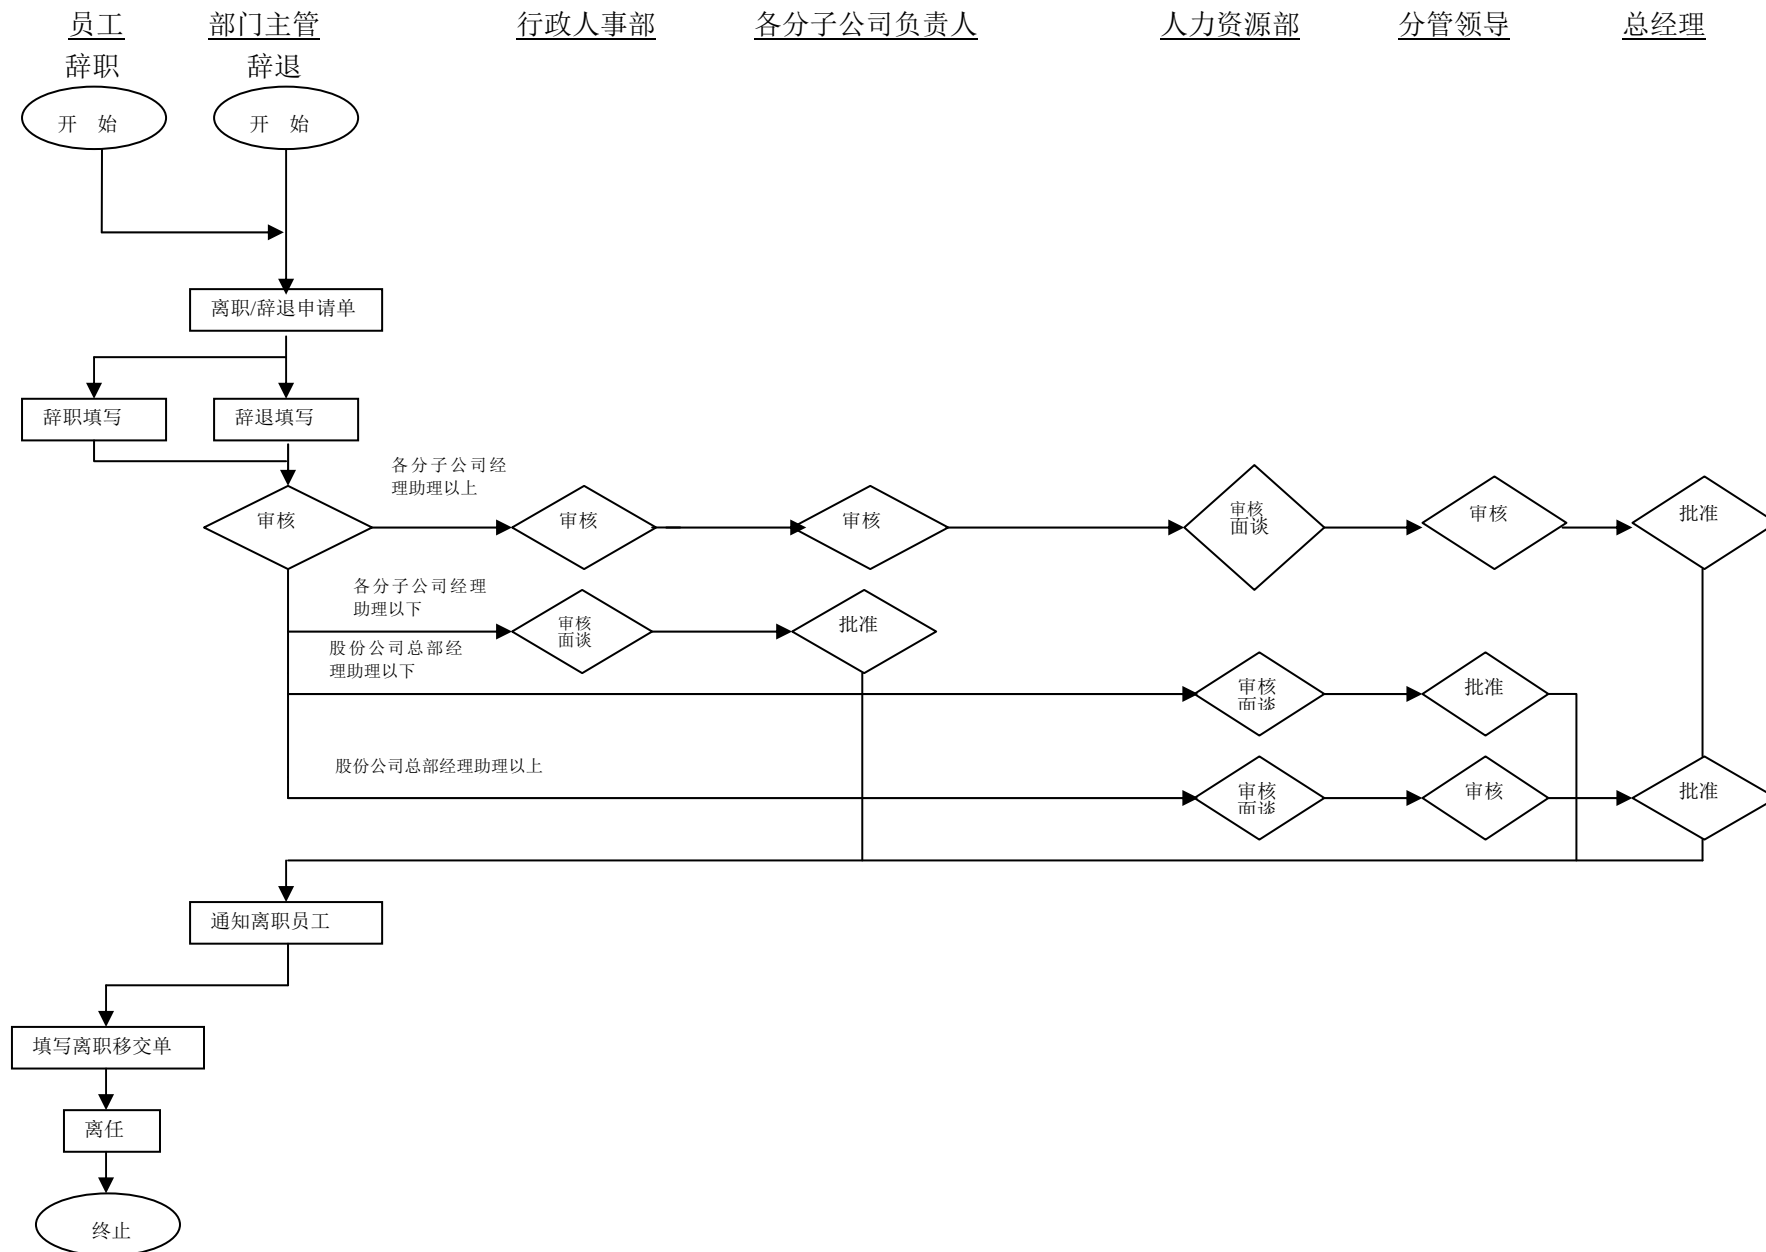 员工 部门主管 行政人事部 各分子公司负责人 人力资源部 分管领导 总经理
辞职 辞退
开 始 开 始
离职/辞退申请单
辞职填写 辞退填写
各分子公司经
理助理以上
审核 审核 审核 审核 审核 批准
面谈
各分子公司经理
助理以下
审核 批准
面谈
股份公司总部经
理助理以下
审核 批准
面谈
股份公司总部经理助理以上
审核 审核 批准
面谈
通知离职员工
填写离职移交单
离任
终止